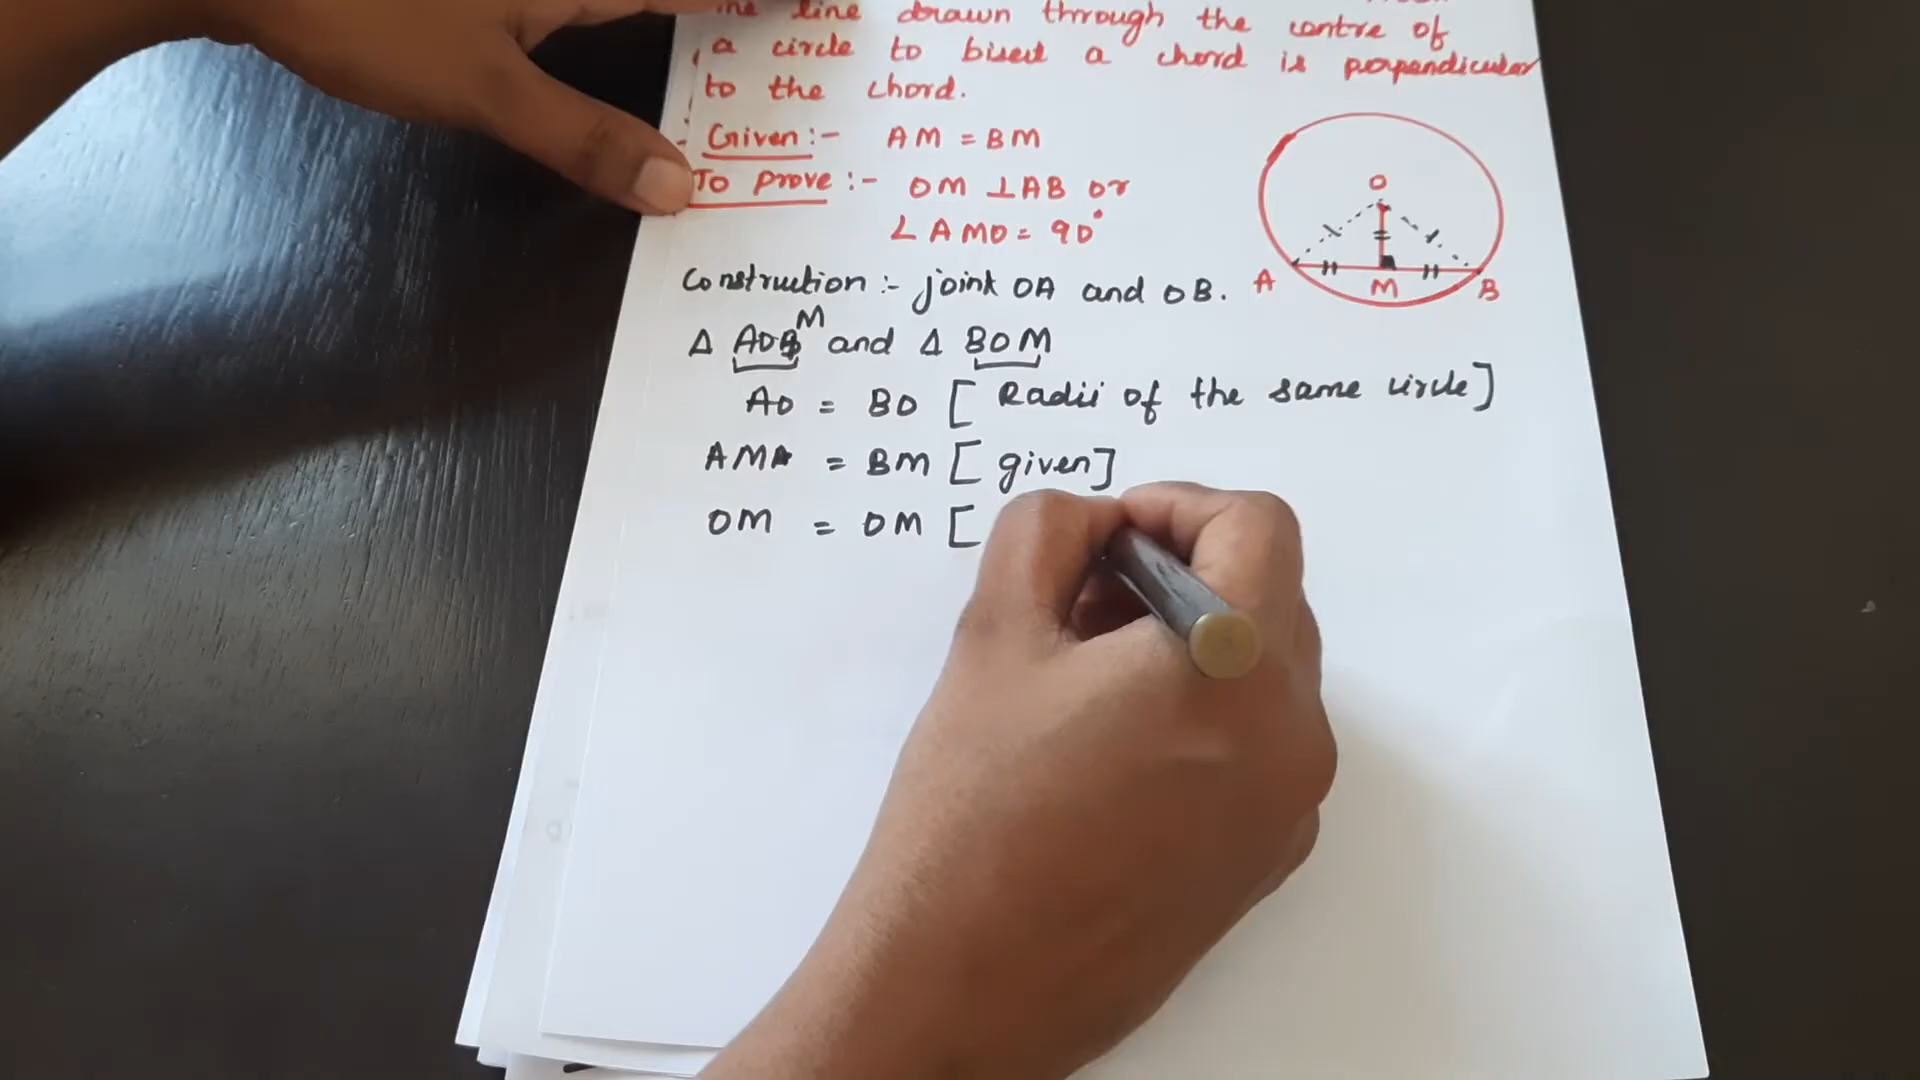 the line drawn through the centre of
a circle to bisect a chord is perpendicular
to the chord.
Given :- AM = BM
To prove :- OM ⊥ AB or
∠AMO = 90°
Construction :- joint OA and OB.
Δ AOB M and Δ BOM
AO = BO [Radii of the same circle]
AMA = BM [given]
OM = OM [
O
A M B